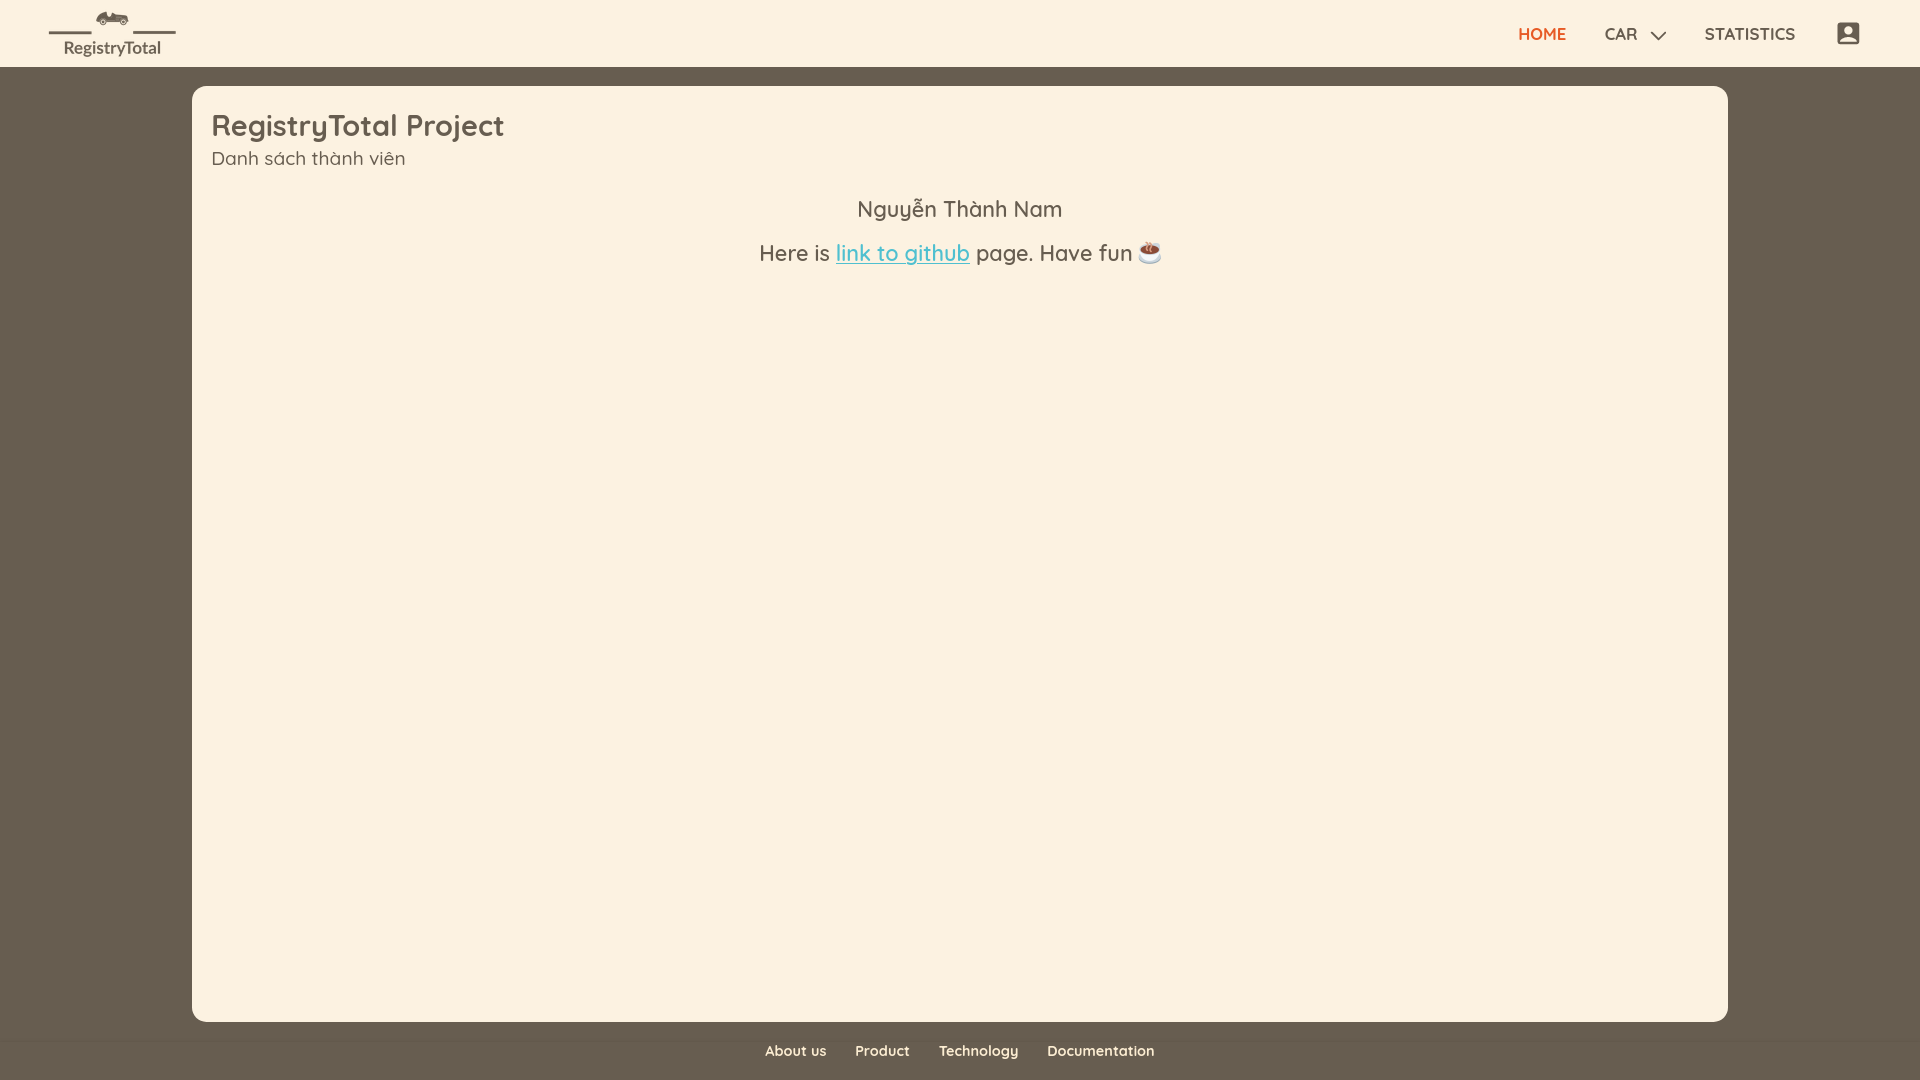 RegistryTotal
HOME CAR STATISTICS
RegistryTotal Project
Danh sách thành viên
Nguyễn Thành Nam
Here is link to github page. Have fun ☕
About us Product Technology Documentation